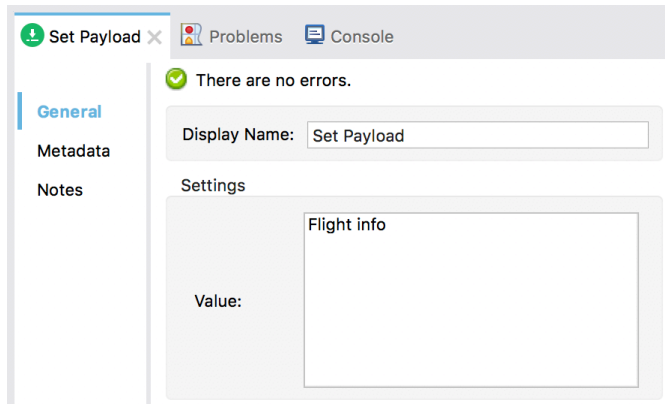 Set Payload Problems Console
There are no errors.
General
Display Name: Set Payload
Metadata
Notes
Settings
Flight info
Value: